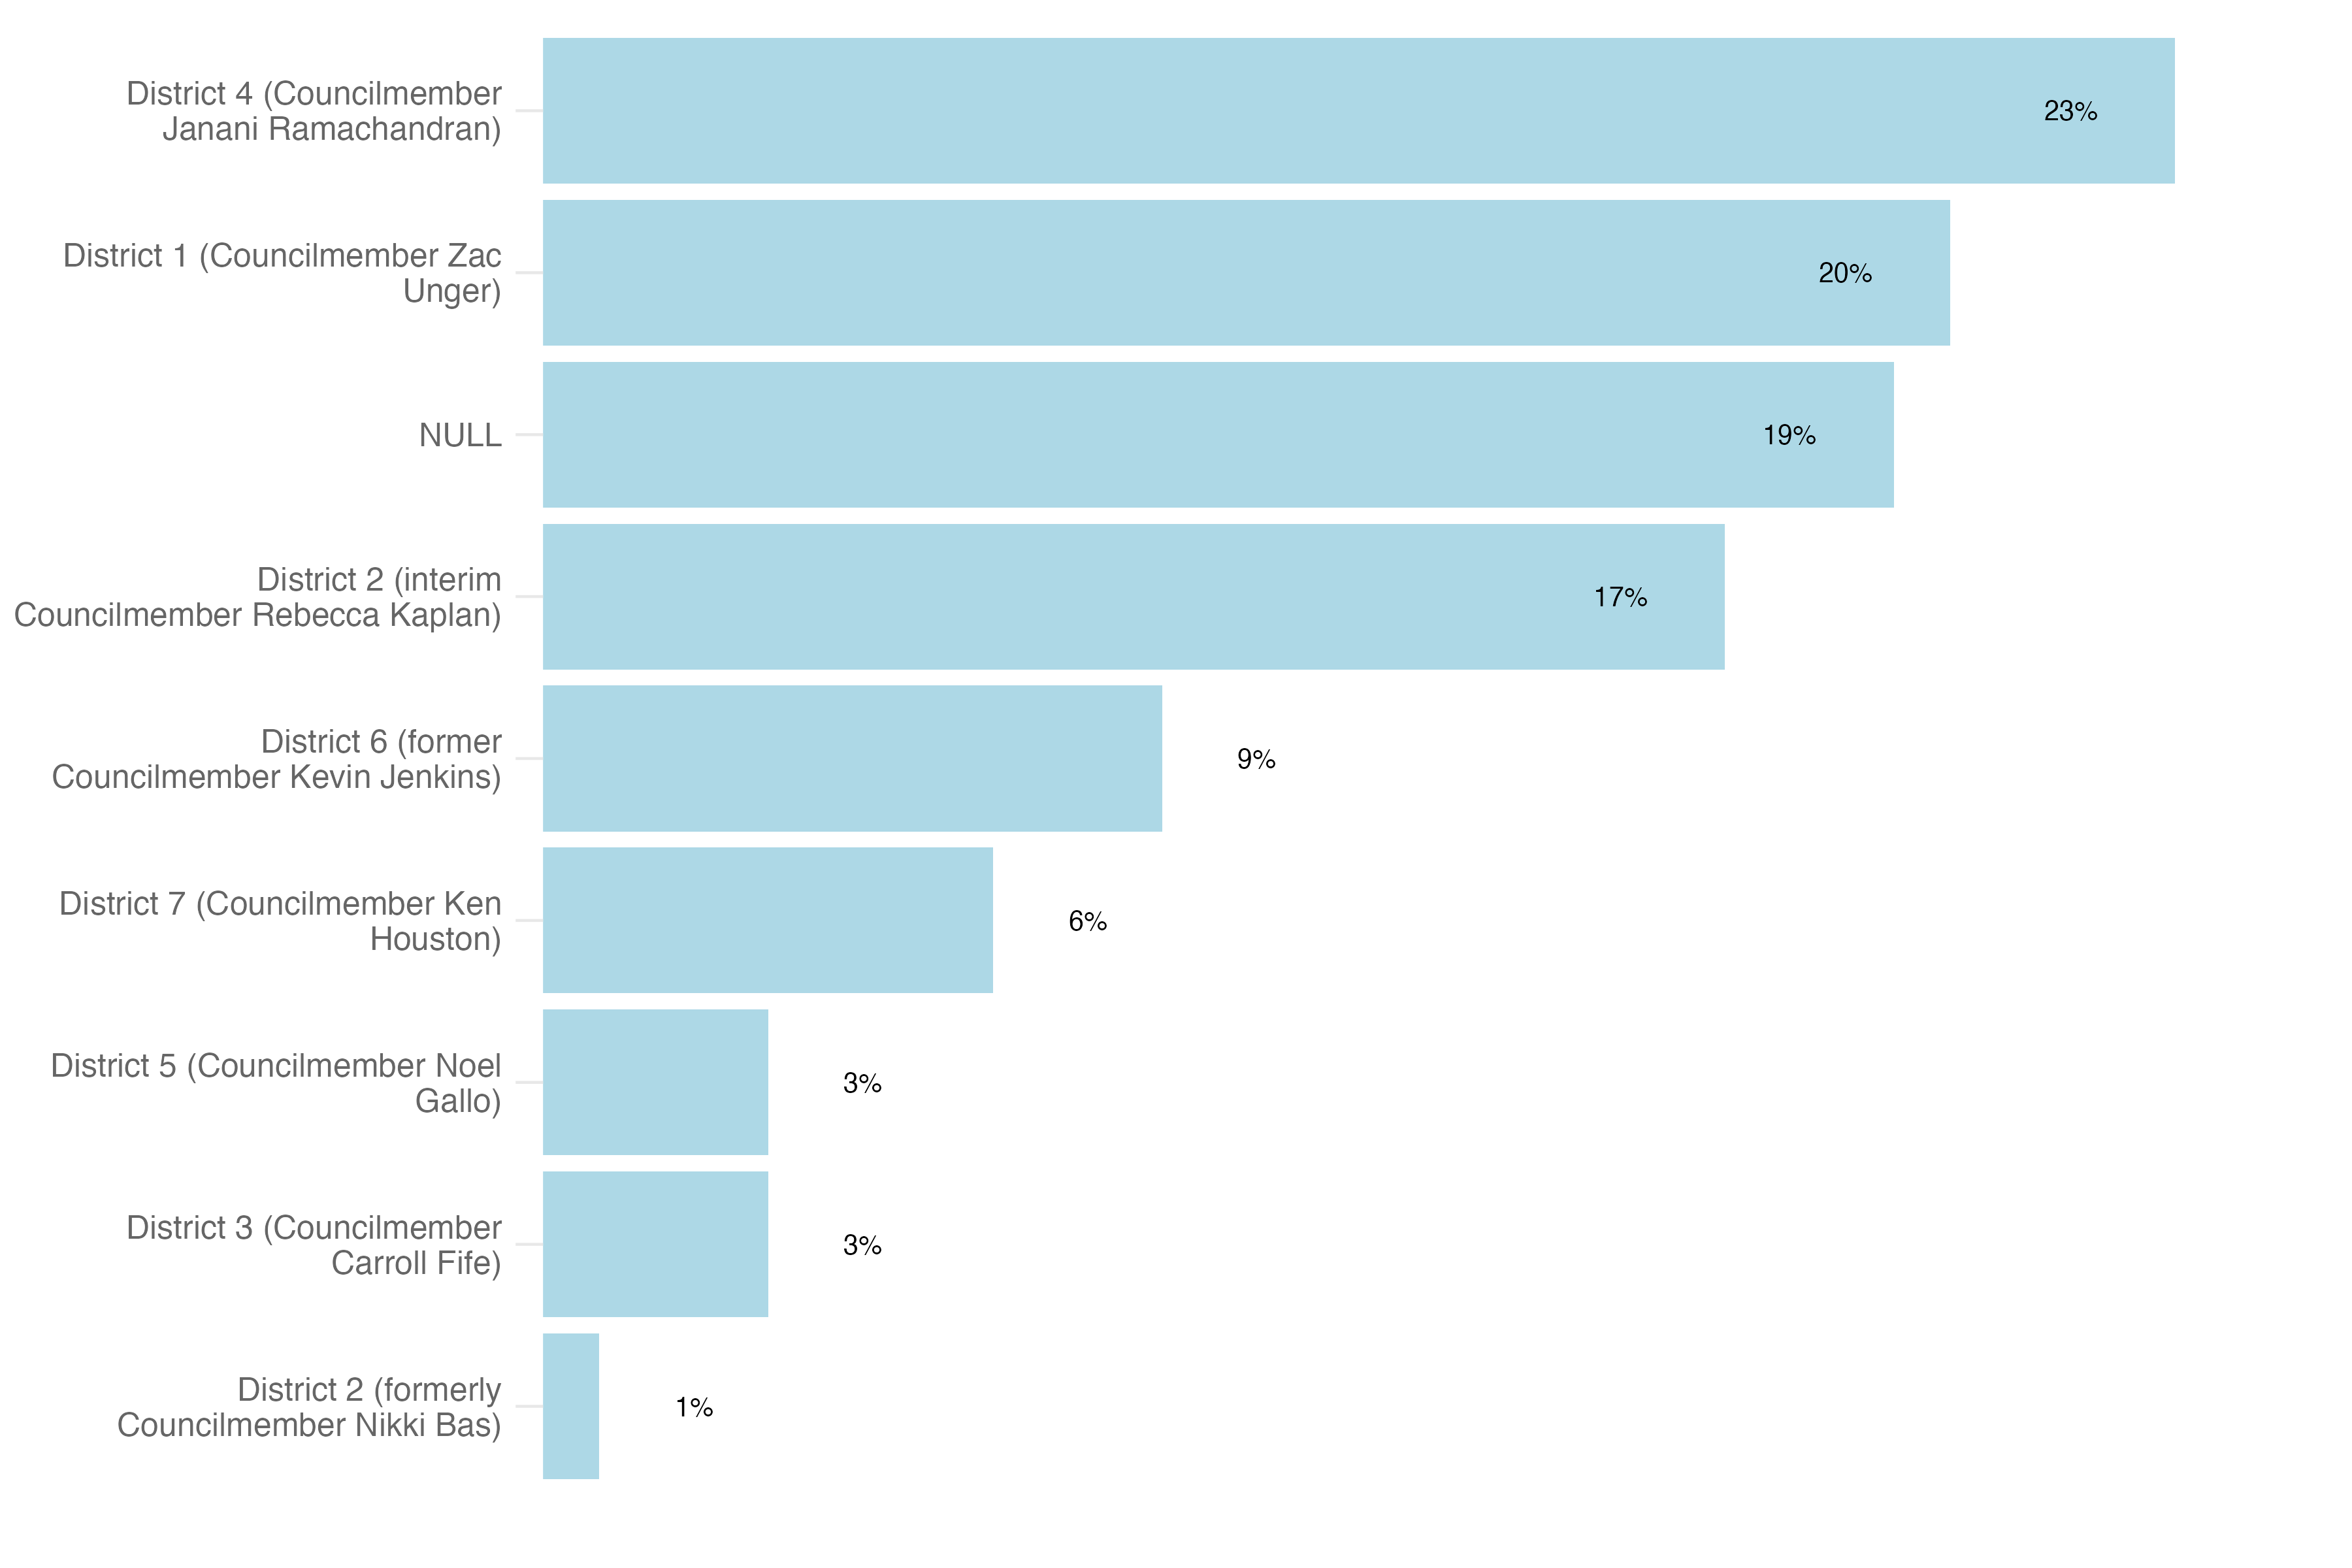 District 4 (Councilmember
Janani Ramachandran)
23%
District 1 (Councilmember Zac
Unger)
20%
NULL
19%
District 2 (interim
Councilmember Rebecca Kaplan)
17%
District 6 (former
Councilmember Kevin Jenkins)
9%
District 7 (Councilmember Ken
Houston)
6%
District 5 (Councilmember Noel
Gallo)
3%
District 3 (Councilmember
Carroll Fife)
3%
District 2 (formerly
Councilmember Nikki Bas)
1%